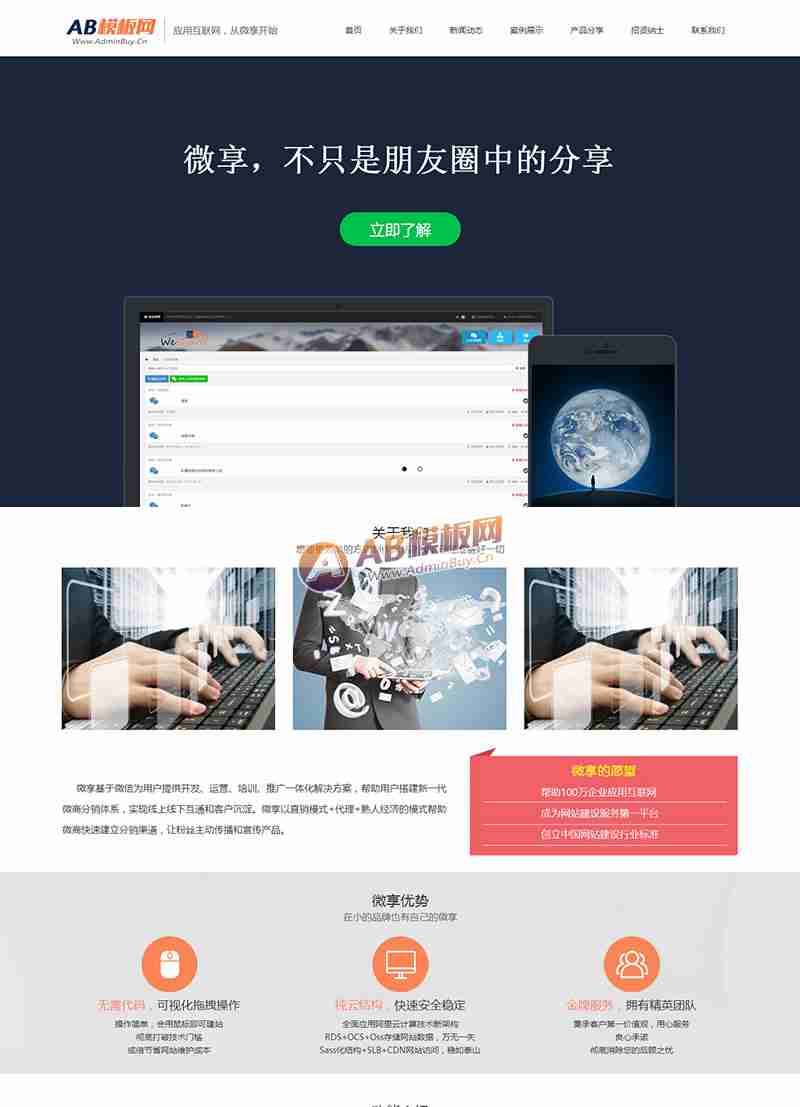 AB模板网
Www.AdminBuy.Cn
应用互联网，从微享开始
首页 关于我们 新闻动态 案例展示 产品分享 招资纳士 联系我们
微享，不只是朋友圈中的分享
立即了解
关于我们
AB模板网
Www.AdminBuy.Cn
微享基于微信为用户提供开发、运营、培训、推广一体化解决方案，帮助用户搭建新一代
微商分销体系，实现线上线下互通和客户沉淀。微享以直销模式+代理+熟人经济的模式帮助
微商快速建立分销渠道，让粉丝主动传播和宣传产品。
微享的愿望
帮助100万企业应用互联网
成为网站建设服务第一平台
创立中国网站建设行业标准
微享优势
在小的品牌也有自己的微享
无需代码，可视化拖拽操作
操作简单，会用鼠标即可建站
彻底打破技术门槛
成倍节省网站维护成本
纯云结构，快速安全稳定
全面应用阿里云计算技术新架构
RDS+OCS+Oss存储网站数据，万无一失
Sass化结构+SLB+CDN网站访问，稳如泰山
金牌服务，拥有精英团队
秉承客户第一价值观，用心服务
良心承诺
彻底消除您的后顾之忧